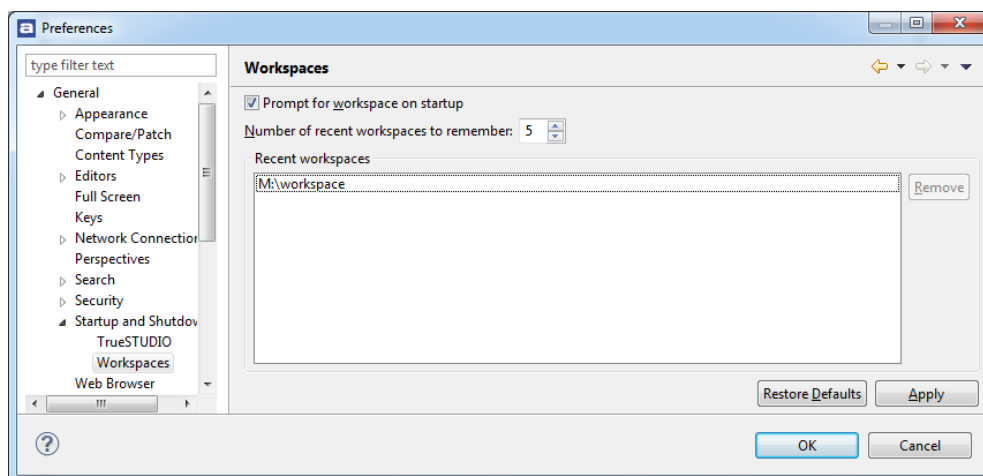 Preferences
type filter text
General
Appearance
Compare/Patch
Content Types
Editors
Full Screen
Keys
Network Connection
Perspectives
Search
Security
Startup and Shutdov
TrueSTUDIO
Workspaces
Web Browser
Workspaces
Prompt for workspace on startup
Number of recent workspaces to remember: 5
Recent workspaces
M:\workspace
Remove
Restore Defaults
Apply
OK
Cancel